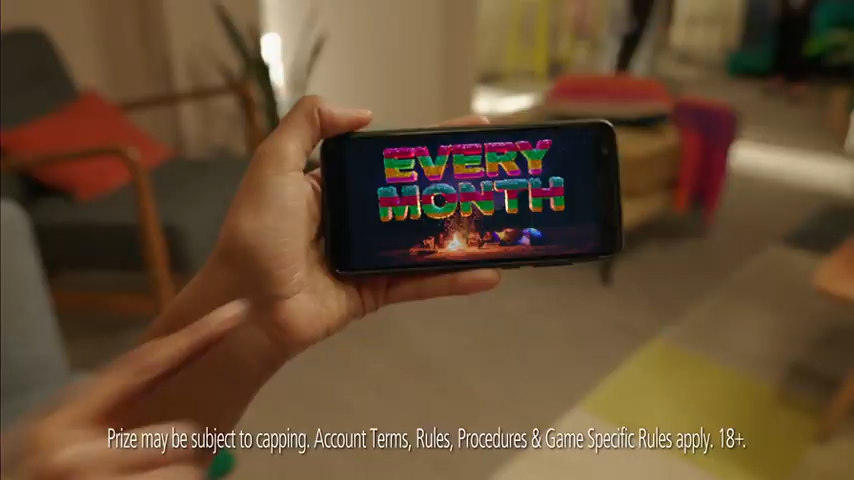 EVERY
MONTH
Prize may be subject to capping. Account Terms, Rules, Procedures & Game Specific Rules apply. 18+.